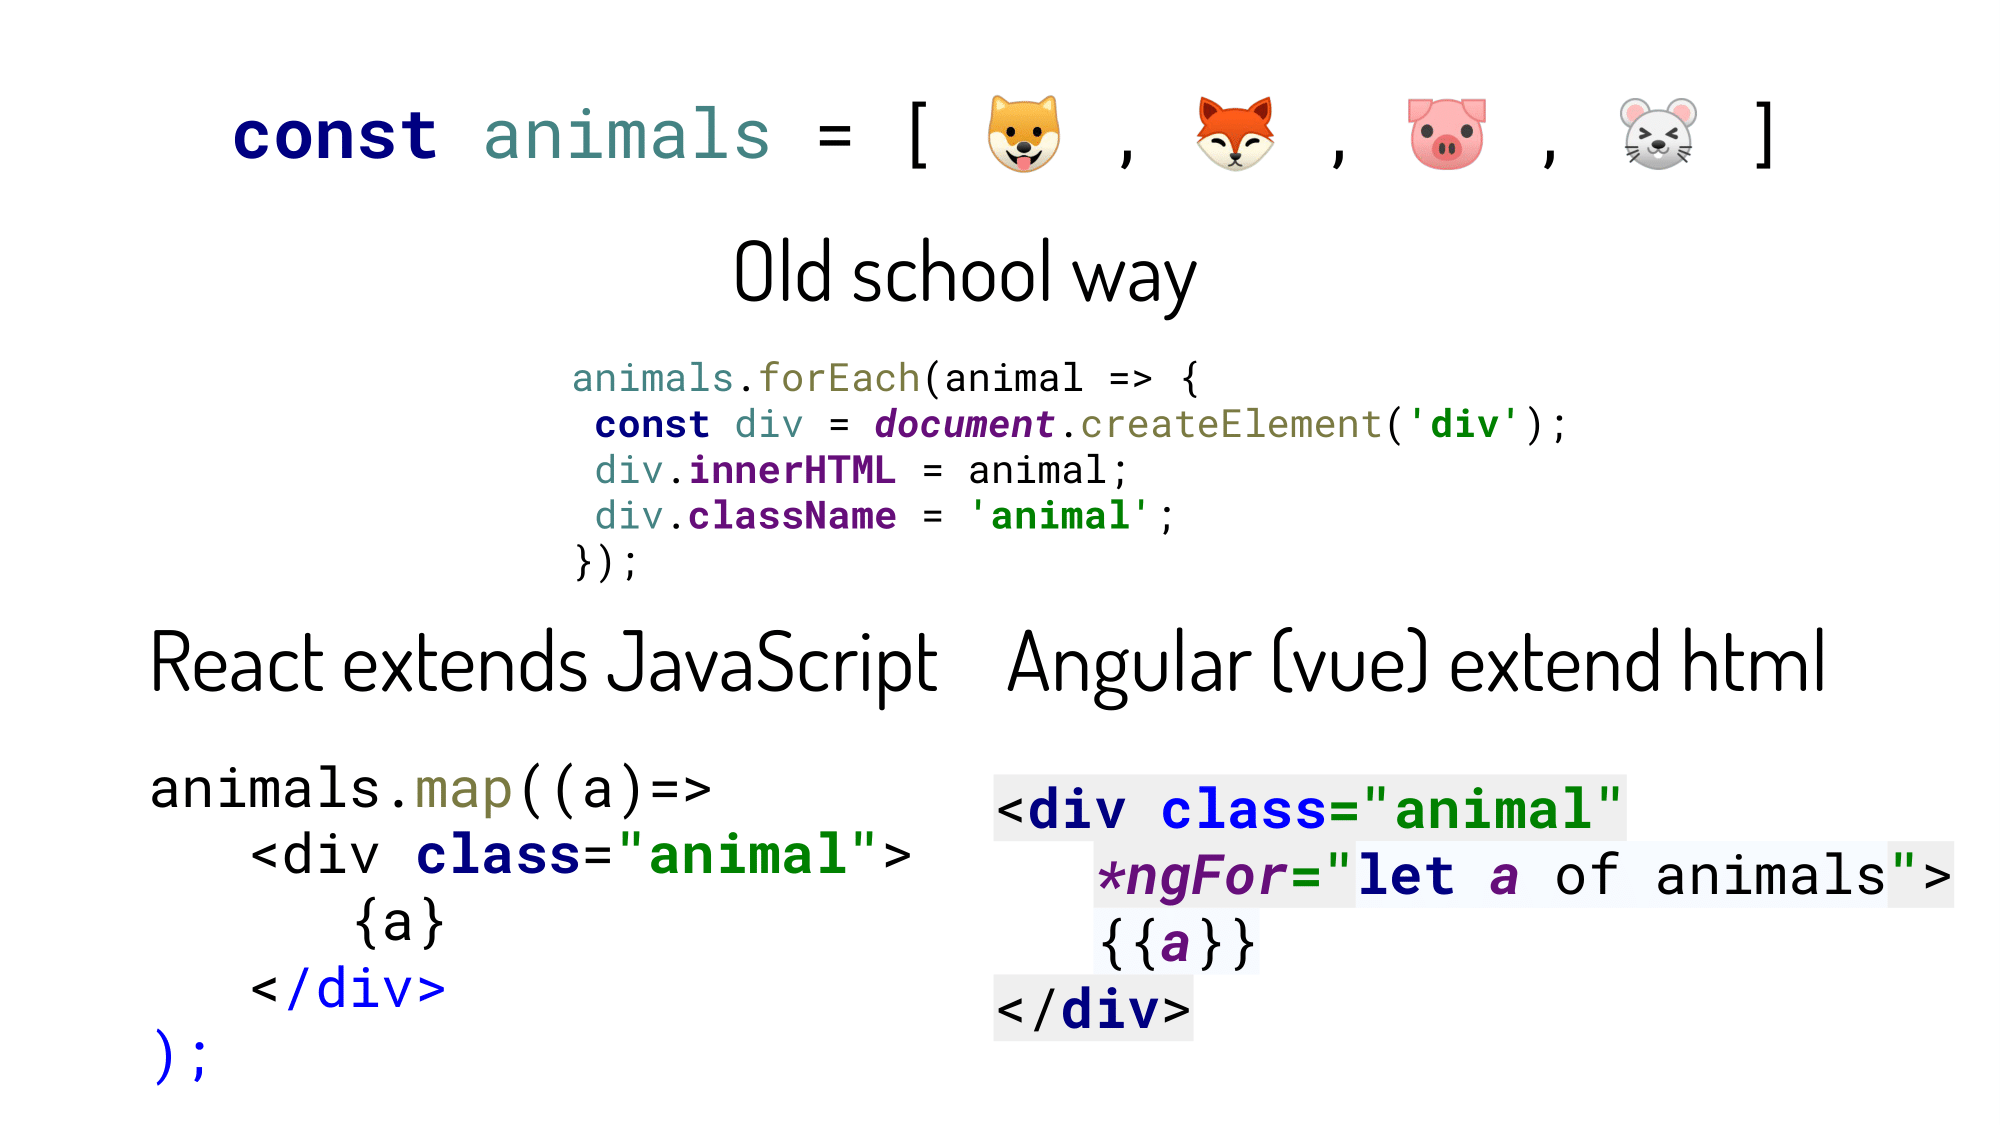 const animals = [ 🐶 , 🦊 , 🐷 , 🐭 ]
Old school way
animals.forEach(animal => {
 const div = document.createElement('div');
 div.innerHTML = animal;
 div.className = 'animal';
});
React extends JavaScript
animals.map((a)=>
   <div class="animal">
      {a}
   </div>
);
Angular (vue) extend html
<div class="animal"
   *ngFor="let a of animals">
   {{a}}
</div>